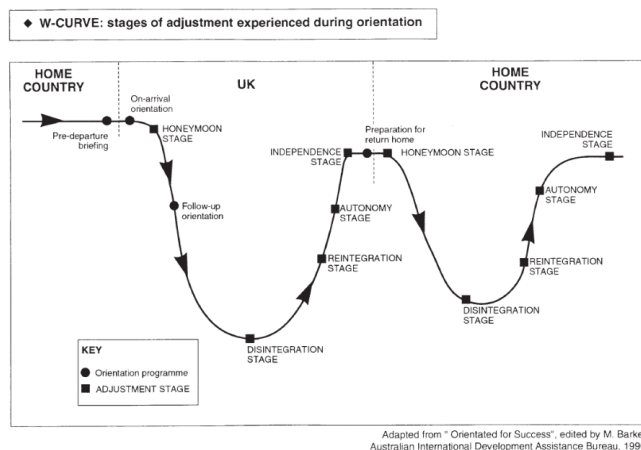 ◆ W-CURVE: stages of adjustment experienced during orientation
HOME
COUNTRY
UK
HOME
COUNTRY
On-arrival
orientation
Pre-departure
briefing
HONEYMOON
STAGE
Follow-up
orientation
DISINTEGRATION
STAGE
REINTEGRATION
STAGE
AUTONOMY
STAGE
INDEPENDENCE
STAGE
Preparation for
return home
HONEYMOON STAGE
DISINTEGRATION
STAGE
REINTEGRATION
STAGE
AUTONOMY
STAGE
INDEPENDENCE
STAGE
KEY
Orientation programme
ADJUSTMENT STAGE
Adapted from " Orientated for Success", edited by M. Barke
Australian International Development Assistance Bureau, 199